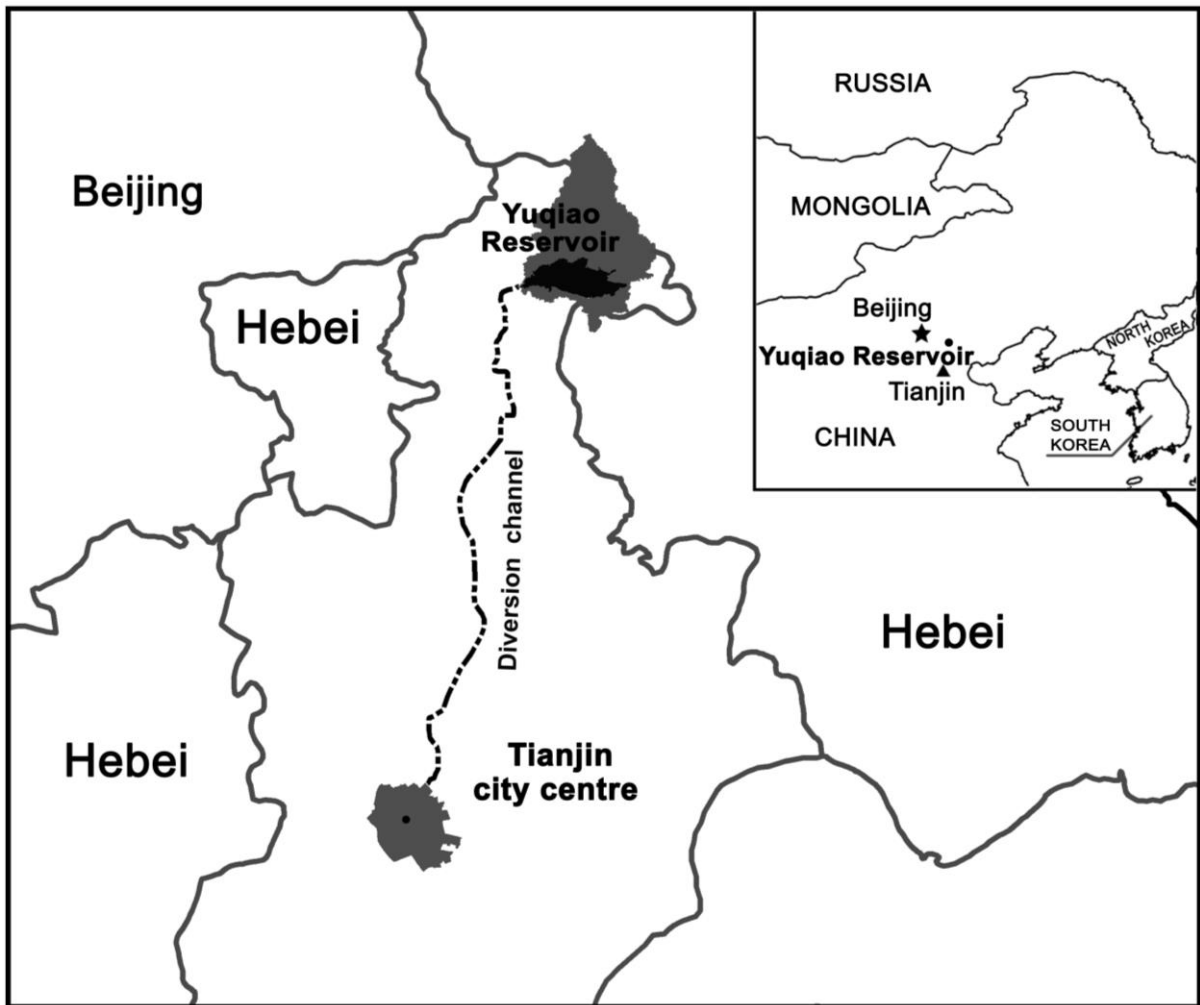 Beijing
Hebei
Yuqiao
Reservoir
Diversion channel
Hebei
Hebei
Tianjin
city centre
RUSSIA
MONGOLIA
Beijing
NORTH
KOREA
Yuqiao Reservoir
Tianjin
CHINA
SOUTH
KOREA